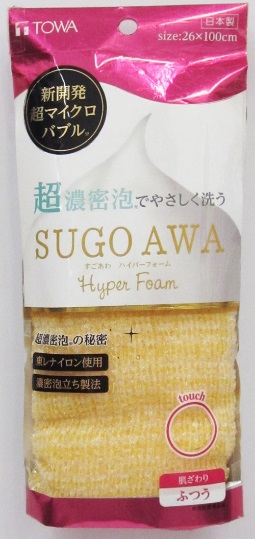 TOWA
日本製
size:26×100cm
新開発
超マイクロ
バブル
超濃密泡でやさしく洗う
SUGO AWA
すごあわ ハイパーフォーム
Hyper Foam
超濃密泡の秘密
東レナイロン使用
濃密泡立ち製法
touch
肌ざわり
ふつう